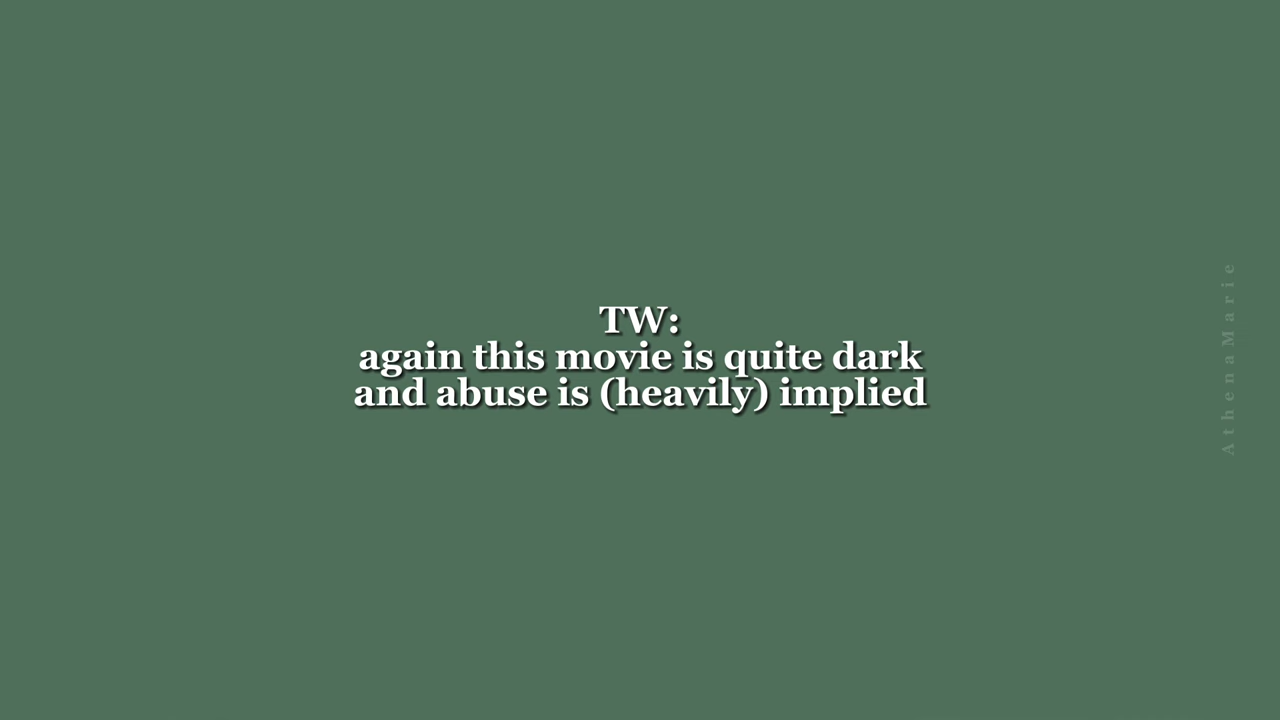 TW:
again this movie is quite dark
and abuse is (heavily) implied
AthenaMarie